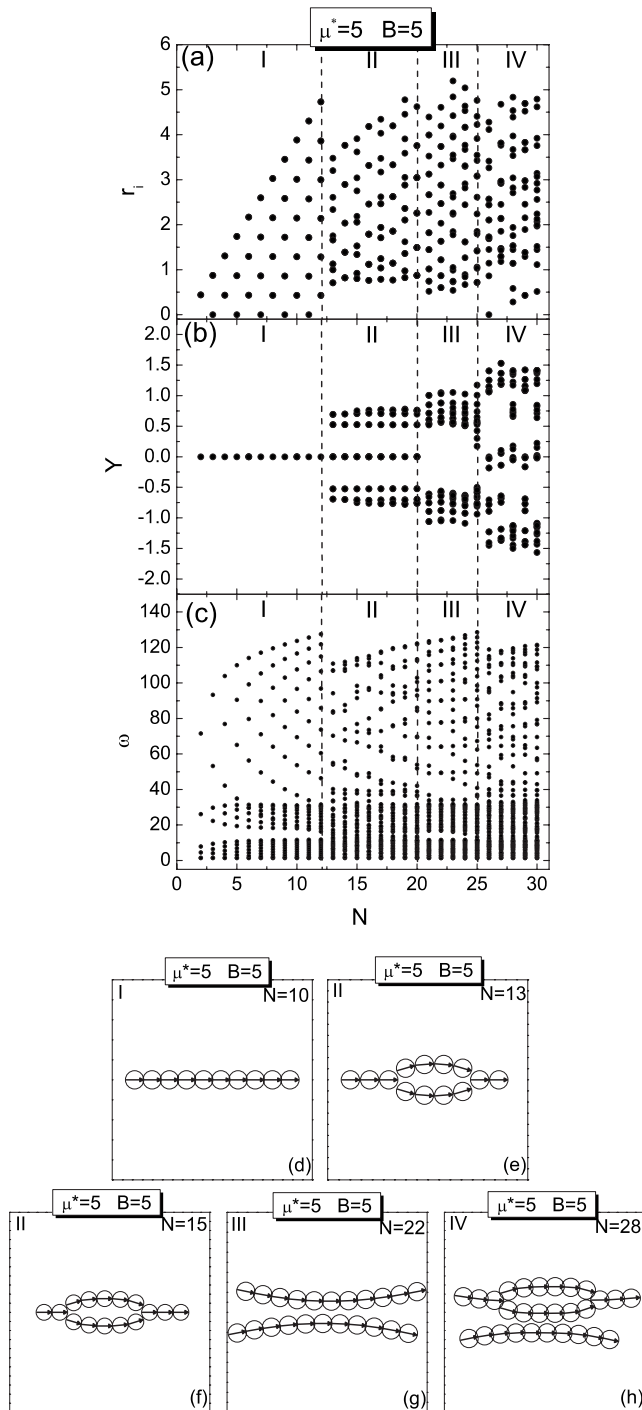 μ*=5 B=5
(a) I II III IV
6
5
4
3
2
1
0
r_i
(b) I II III IV
2.0
1.5
1.0
0.5
0.0
-0.5
-1.0
-1.5
-2.0
Y
(c) I II III IV
140
120
100
80
60
40
20
0
ω
0 5 10 15 20 25 30
N
μ*=5 B=5
I N=10
(d)
μ*=5 B=5
II N=13
(e)
μ*=5 B=5
II N=15
(f)
μ*=5 B=5
III N=22
(g)
μ*=5 B=5
IV N=28
(h)